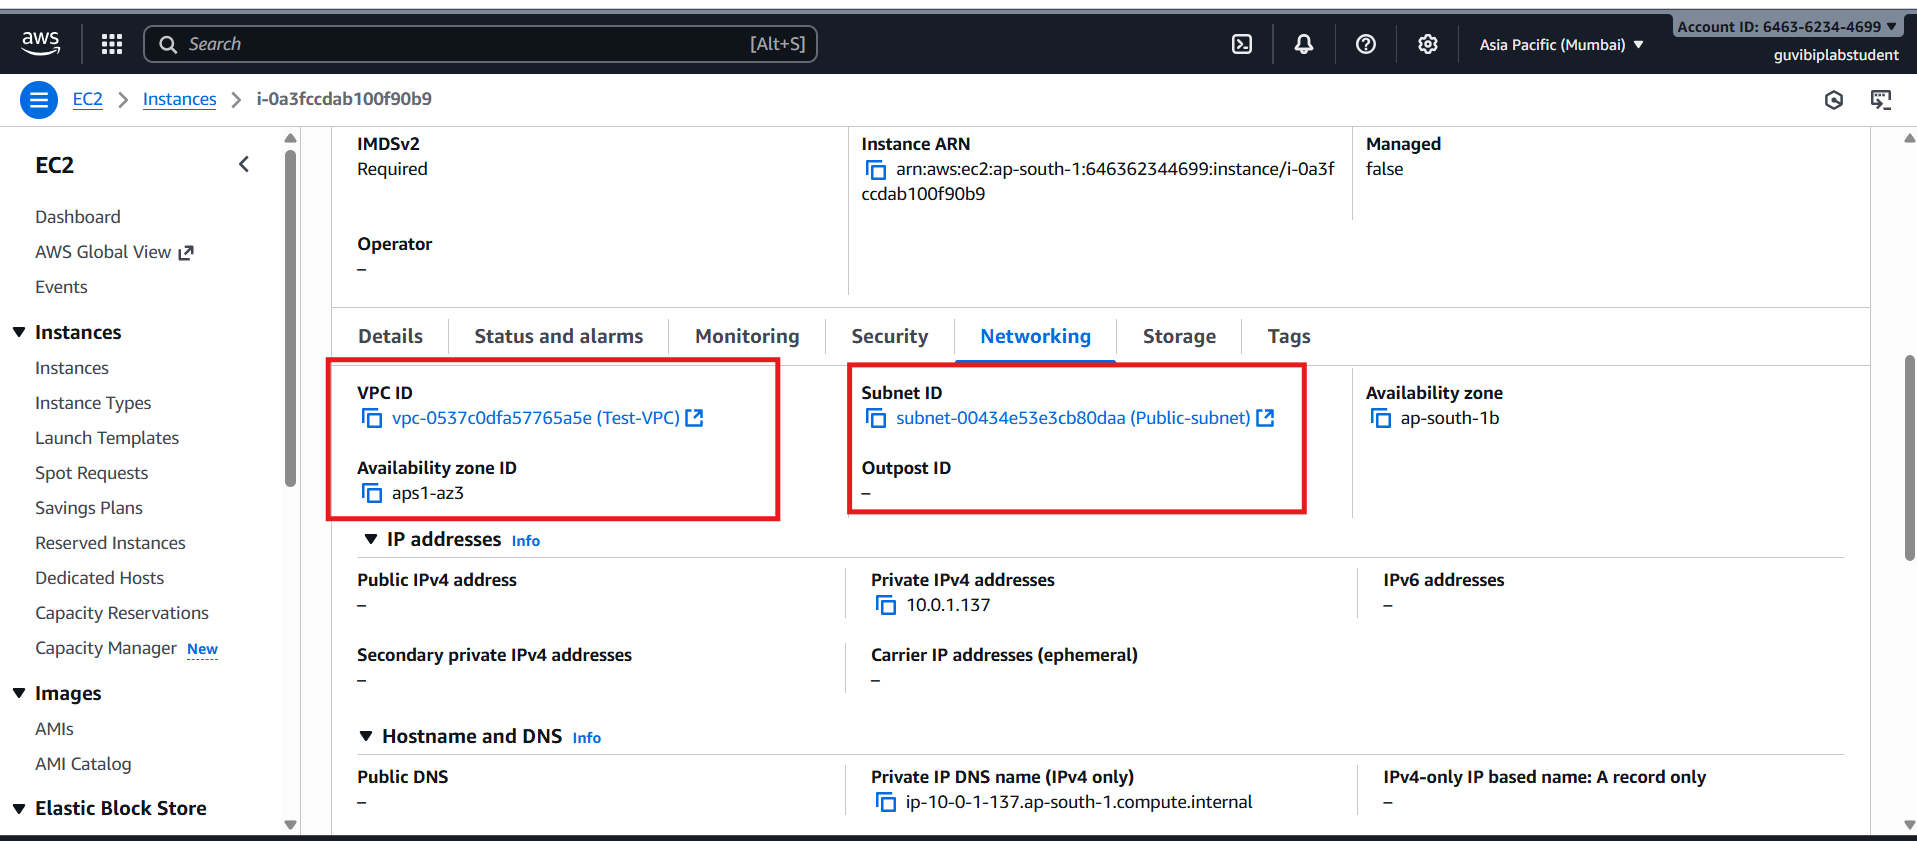 aws
Search
[Alt+S]
Asia Pacific (Mumbai)
Account ID: 6463-6234-4699
guvibiplabstudent
EC2
Instances
i-0a3fccdab100f90b9
EC2
Dashboard
AWS Global View
Events
Instances
Instances
Instance Types
Launch Templates
Spot Requests
Savings Plans
Reserved Instances
Dedicated Hosts
Capacity Reservations
Capacity Manager New
Images
AMIs
AMI Catalog
Elastic Block Store
IMDSv2
Required
Instance ARN
arn:aws:ec2:ap-south-1:646362344699:instance/i-0a3f
ccdab100f90b9
Managed
false
Operator
–
Details
Status and alarms
Monitoring
Security
Networking
Storage
Tags
VPC ID
vpc-0537c0dfa57765a5e (Test-VPC)
Subnet ID
subnet-00434e53e3cb80daa (Public-subnet)
Availability zone
ap-south-1b
Availability zone ID
aps1-az3
Outpost ID
–
IP addresses Info
Public IPv4 address
–
Private IPv4 addresses
10.0.1.137
IPv6 addresses
–
Secondary private IPv4 addresses
–
Carrier IP addresses (ephemeral)
–
Hostname and DNS Info
Public DNS
–
Private IP DNS name (IPv4 only)
ip-10-0-1-137.ap-south-1.compute.internal
IPv4-only IP based name: A record only
–